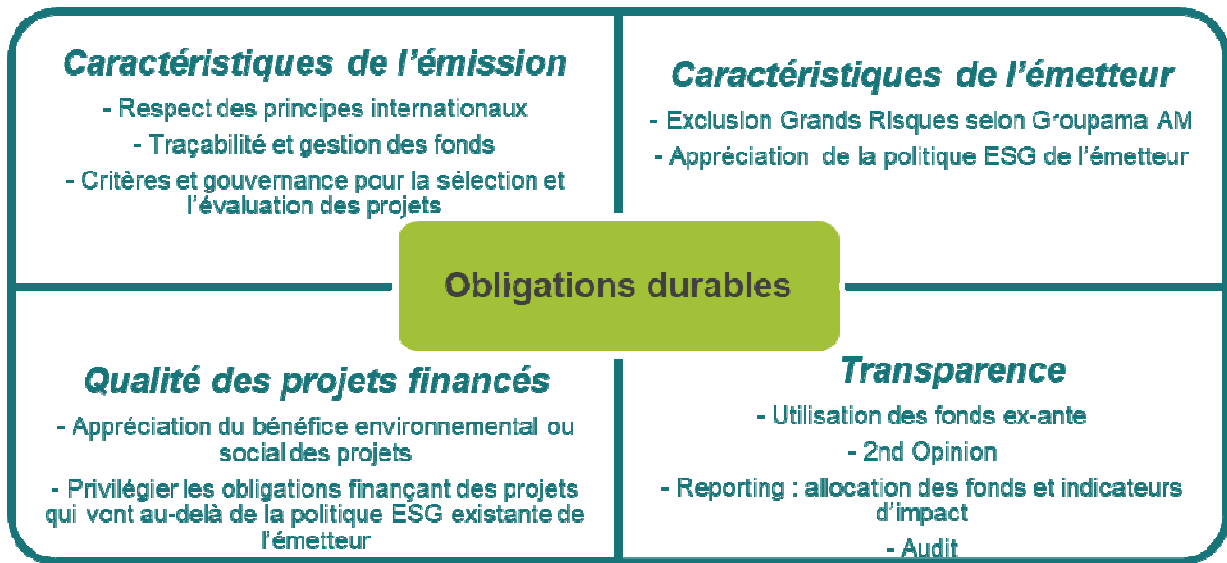 Caractéristiques de l'émission
- Respect des principes internationaux
- Traçabilité et gestion des fonds
- Critères et gouvernance pour la sélection et
l'évaluation des projets
Caractéristiques de l'émetteur
- Exclusion Grands Risques selon Groupama AM
- Appréciation de la politique ESG de l'émetteur
Obligations durables
Qualité des projets financés
- Appréciation du bénéfice environnemental ou
social des projets
- Privilégier les obligations finançant des projets
qui vont au-delà de la politique ESG existante de
l'émetteur
Transparence
- Utilisation des fonds ex-ante
- 2nd Opinion
- Reporting : allocation des fonds et indicateurs
d'impact
- Audit